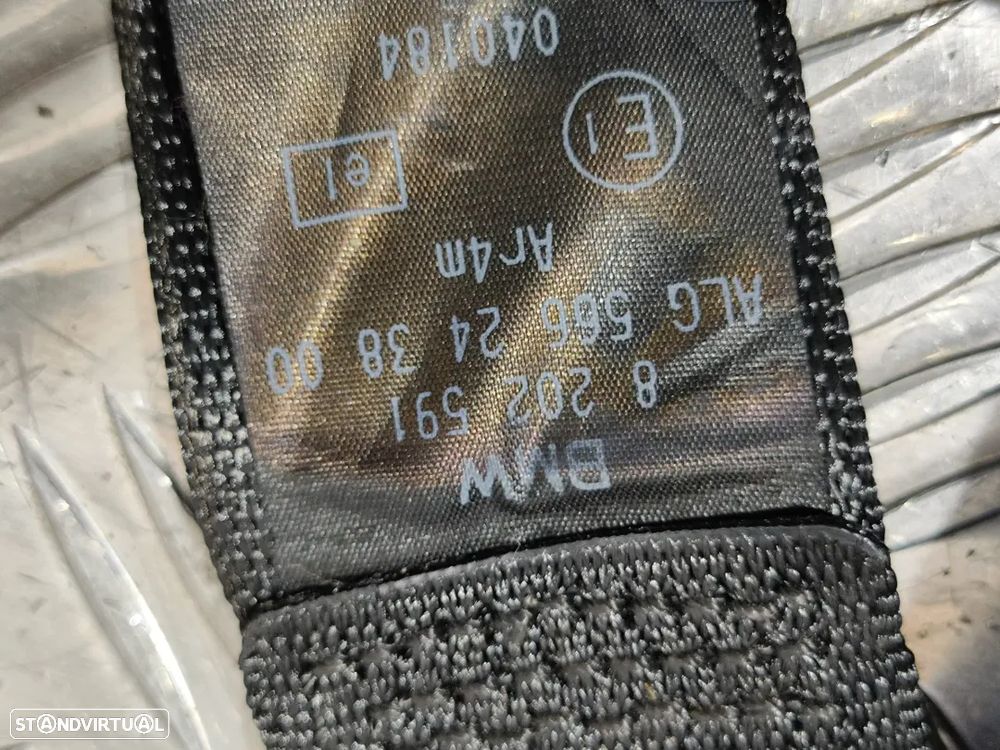 BMW
8 202 591
ALG 566 24 38 00
Ar4m
E1 e1
040184
STANDVIRTUAL